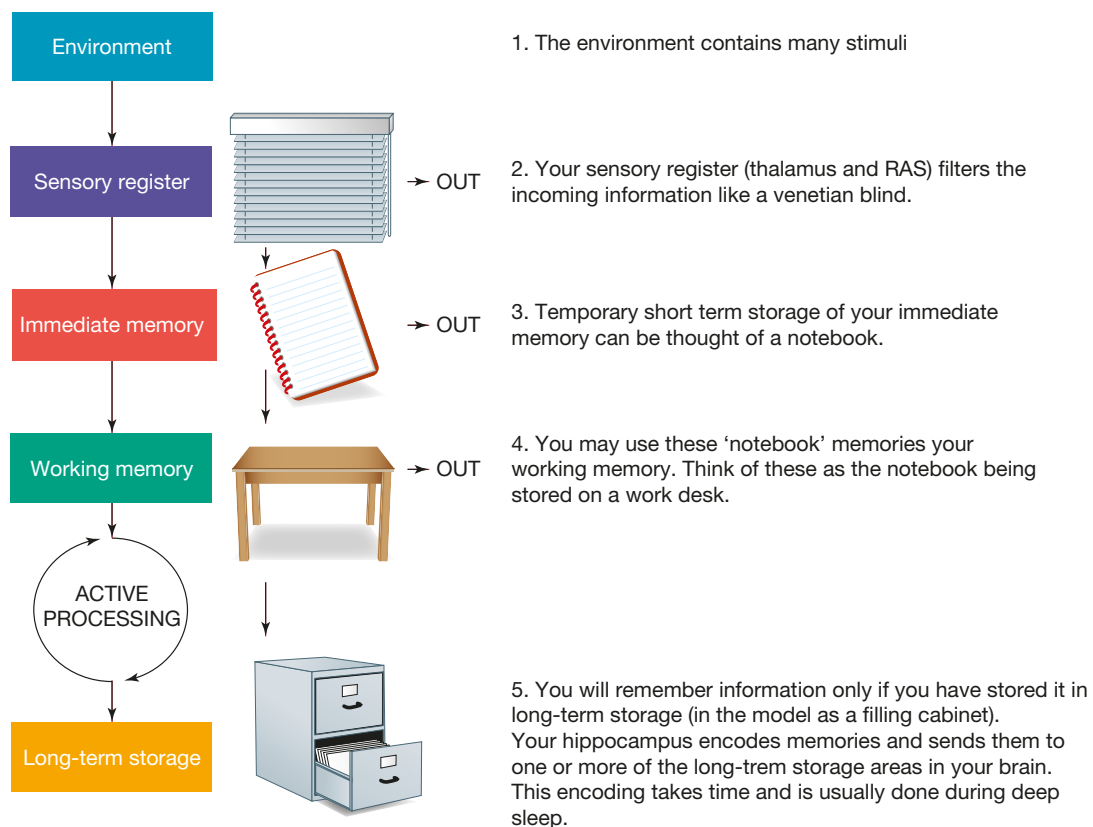 Environment
1. The environment contains many stimuli
Sensory register
OUT
2. Your sensory register (thalamus and RAS) filters the
incoming information like a venetian blind.
Immediate memory
OUT
3. Temporary short term storage of your immediate
memory can be thought of a notebook.
Working memory
OUT
4. You may use these ‘notebook’ memories your
working memory. Think of these as the notebook being
stored on a work desk.
ACTIVE
PROCESSING
Long-term storage
5. You will remember information only if you have stored it in
long-term storage (in the model as a filling cabinet).
Your hippocampus encodes memories and sends them to
one or more of the long-trem storage areas in your brain.
This encoding takes time and is usually done during deep
sleep.